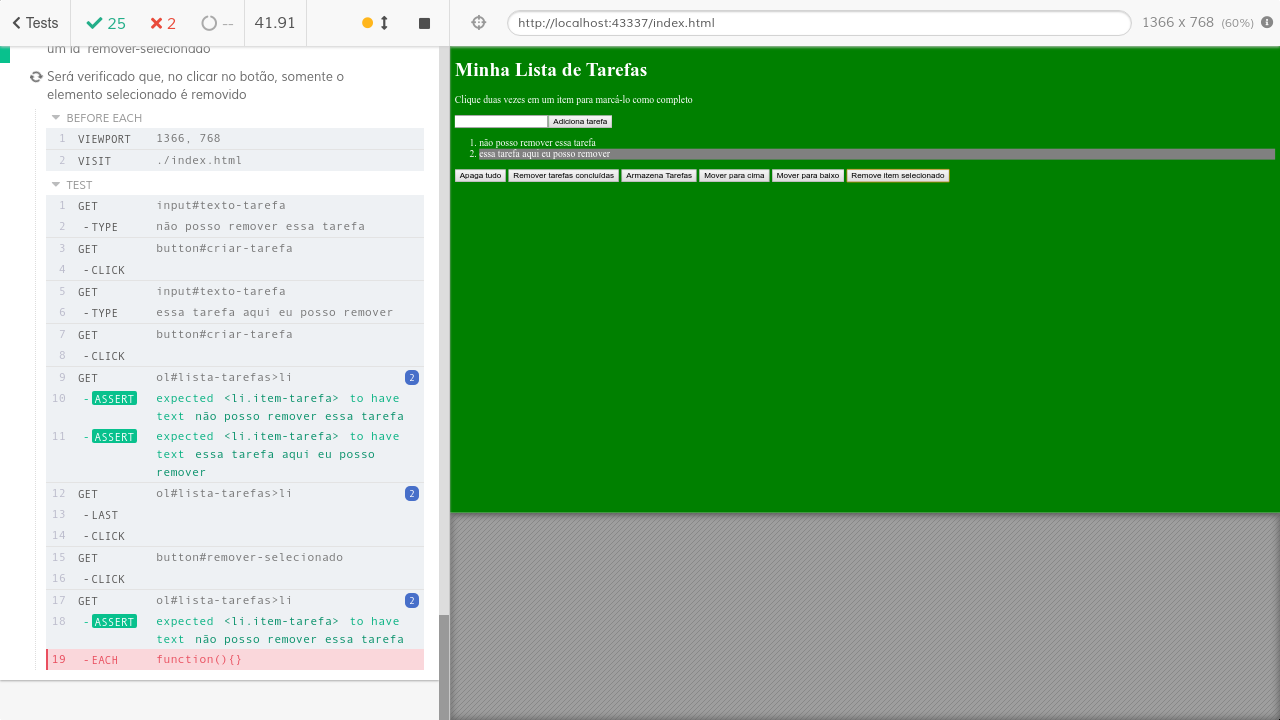 Tests 25 2 -- 41.91
http://localhost:43337/index.html 1366 x 768 (60%)
um id 'remover-selecionado'
Será verificado que, no clicar no botão, somente o
elemento selecionado é removido
BEFORE EACH
1 VIEWPORT 1366, 768
2 VISIT ./index.html
TEST
1 GET input#texto-tarefa
2 -TYPE não posso remover essa tarefa
3 GET button#criar-tarefa
4 -CLICK
5 GET input#texto-tarefa
6 -TYPE essa tarefa aqui eu posso remover
7 GET button#criar-tarefa
8 -CLICK
9 GET ol#lista-tarefas>li 2
10 -ASSERT expected <li.item-tarefa> to have
text não posso remover essa tarefa
11 -ASSERT expected <li.item-tarefa> to have
text essa tarefa aqui eu posso
remover
12 GET ol#lista-tarefas>li 2
13 -LAST
14 -CLICK
15 GET button#remover-selecionado
16 -CLICK
17 GET ol#lista-tarefas>li 2
18 -ASSERT expected <li.item-tarefa> to have
text não posso remover essa tarefa
19 -EACH function(){}
Minha Lista de Tarefas
Clique duas vezes em um item para marcá-lo como completo
Adiciona tarefa
1. não posso remover essa tarefa
2. essa tarefa aqui eu posso remover
Apaga tudo Remover tarefas concluídas Armazena Tarefas Mover para cima Mover para baixo Remove item selecionado